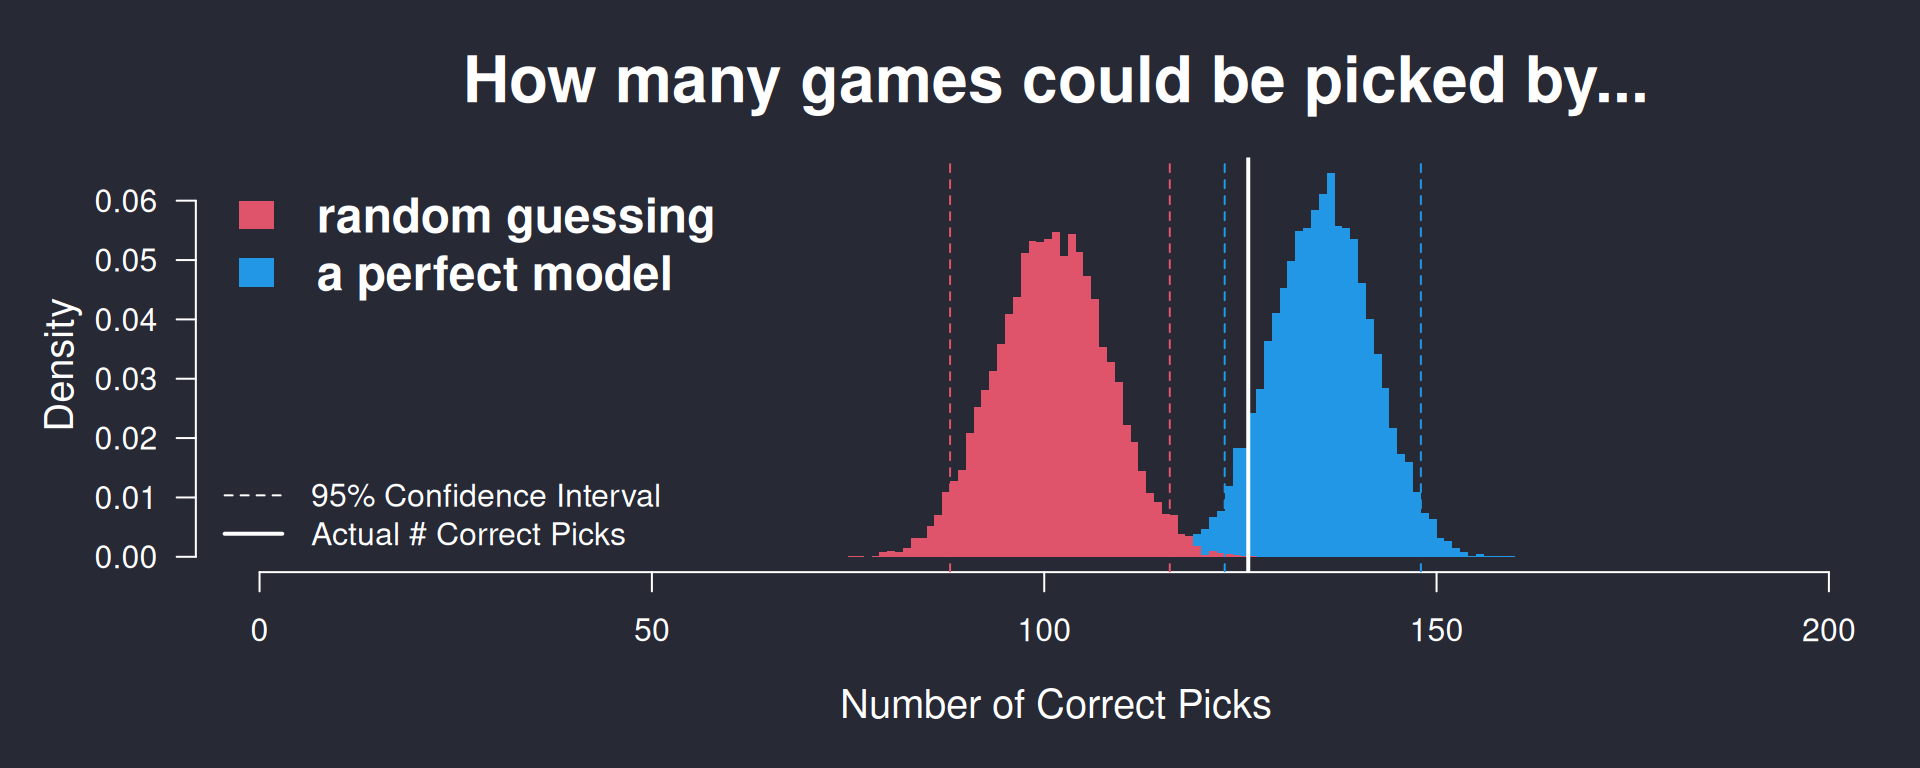 How many games could be picked by...
random guessing
a perfect model
95% Confidence Interval
Actual # Correct Picks
Density
0.06
0.05
0.04
0.03
0.02
0.01
0.00
0 50 100 150 200
Number of Correct Picks